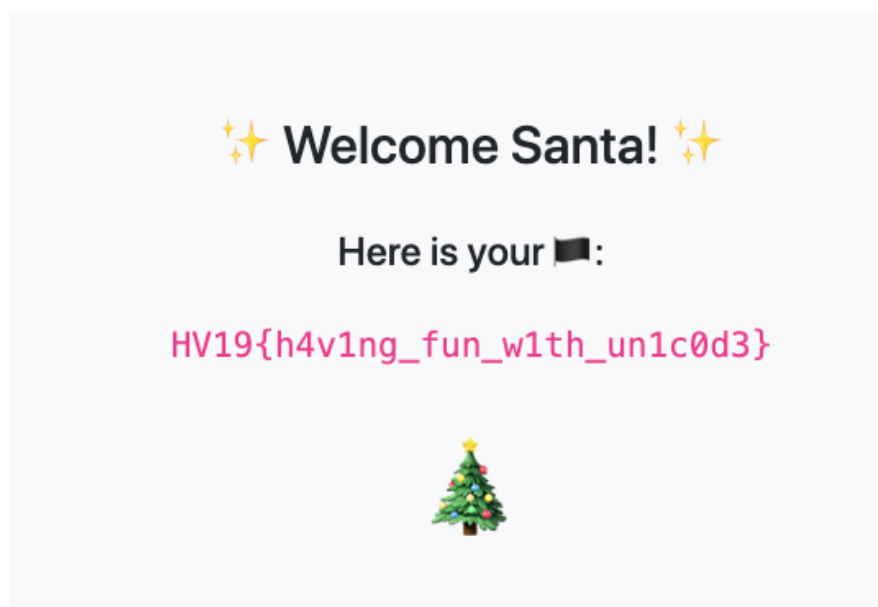 ✨ Welcome Santa! ✨
Here is your 🏴:
HV19{h4v1ng_fun_w1th_un1c0d3}
🎄